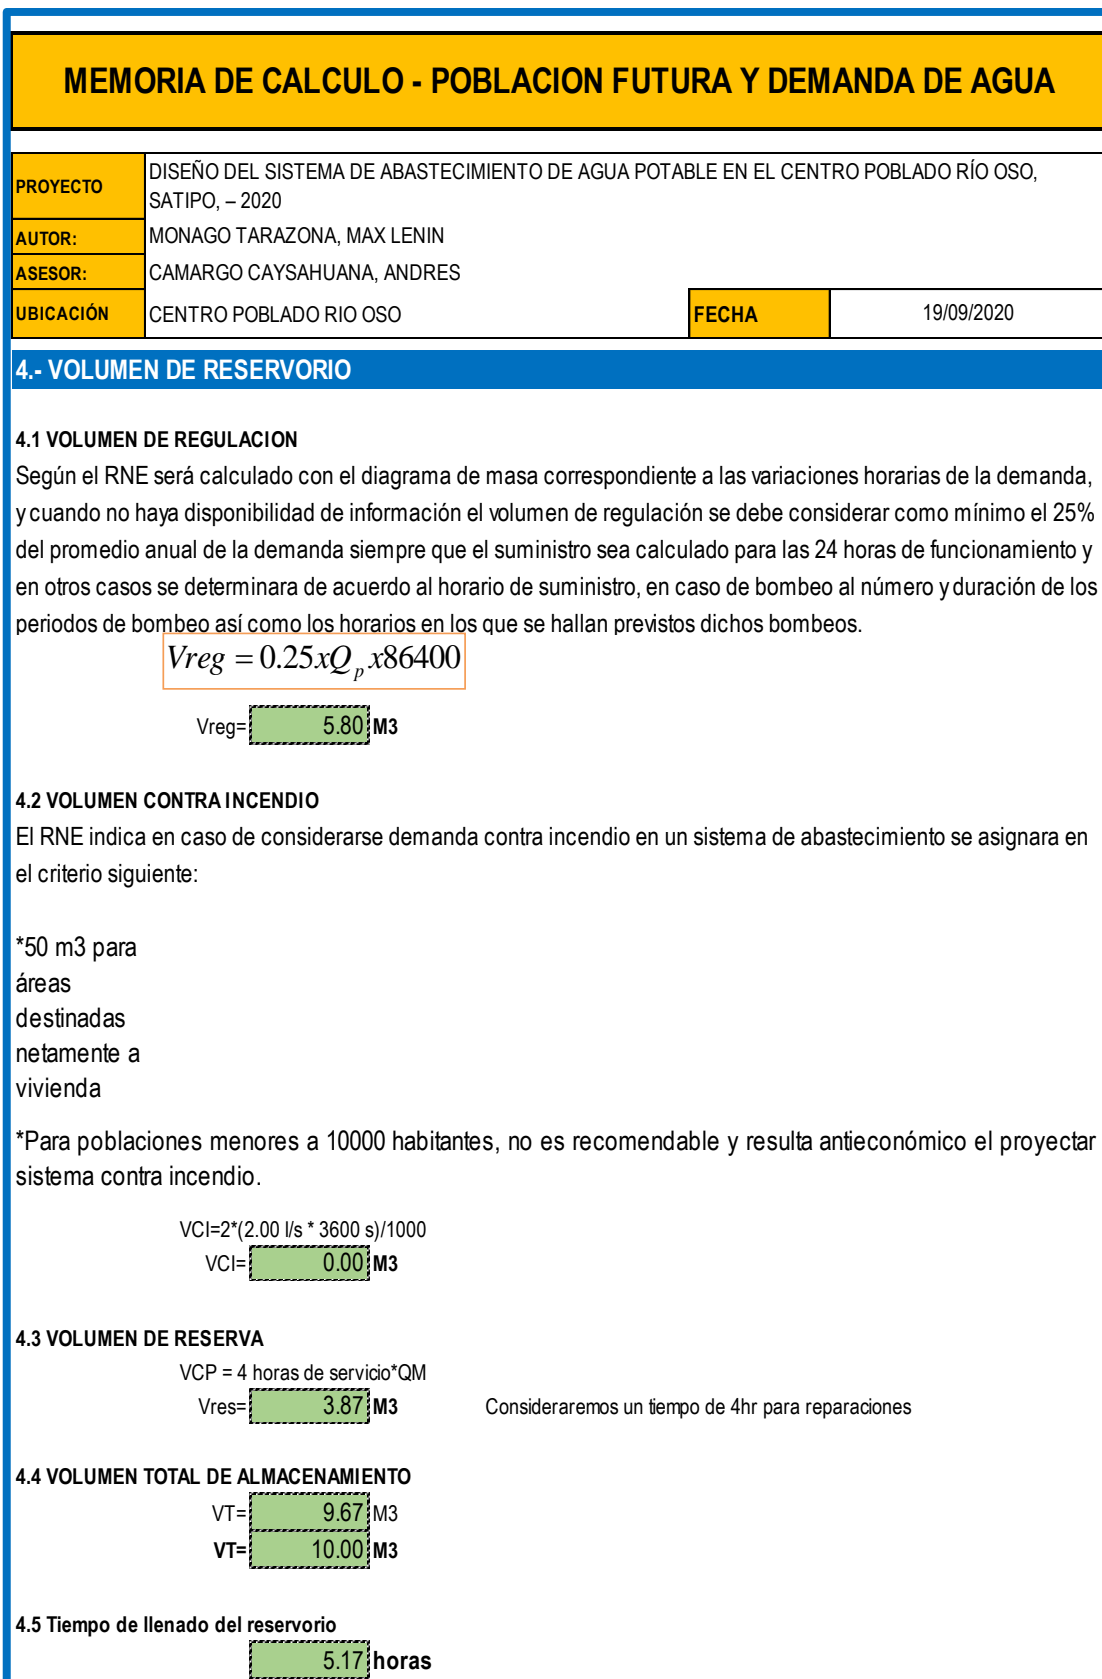 MEMORIA DE CALCULO - POBLACION FUTURA Y DEMANDA DE AGUA
PROYECTO
DISEÑO DEL SISTEMA DE ABASTECIMIENTO DE AGUA POTABLE EN EL CENTRO POBLADO RÍO OSO,
SATIPO, – 2020
AUTOR: MONAGO TARAZONA, MAX LENIN
ASESOR: CAMARGO CAYSAHUANA, ANDRES
UBICACIÓN CENTRO POBLADO RIO OSO FECHA 19/09/2020
4.- VOLUMEN DE RESERVORIO
4.1 VOLUMEN DE REGULACION
Según el RNE será calculado con el diagrama de masa correspondiente a las variaciones horarias de la demanda,
y cuando no haya disponibilidad de información el volumen de regulación se debe considerar como mínimo el 25%
del promedio anual de la demanda siempre que el suministro sea calculado para las 24 horas de funcionamiento y
en otros casos se determinara de acuerdo al horario de suministro, en caso de bombeo al número y duración de los
periodos de bombeo así como los horarios en los que se hallan previstos dichos bombeos.
Vreg = 0.25xQp x86400
Vreg= 5.80 M3
4.2 VOLUMEN CONTRA INCENDIO
El RNE indica en caso de considerarse demanda contra incendio en un sistema de abastecimiento se asignara en
el criterio siguiente:
*50 m3 para
áreas
destinadas
netamente a
vivienda
*Para poblaciones menores a 10000 habitantes, no es recomendable y resulta antieconómico el proyectar
sistema contra incendio.
VCI=2*(2.00 l/s * 3600 s)/1000
VCI= 0.00 M3
4.3 VOLUMEN DE RESERVA
VCP = 4 horas de servicio*QM
Vres= 3.87 M3 Consideraremos un tiempo de 4hr para reparaciones
4.4 VOLUMEN TOTAL DE ALMACENAMIENTO
VT= 9.67 M3
VT= 10.00 M3
4.5 Tiempo de llenado del reservorio
5.17 horas